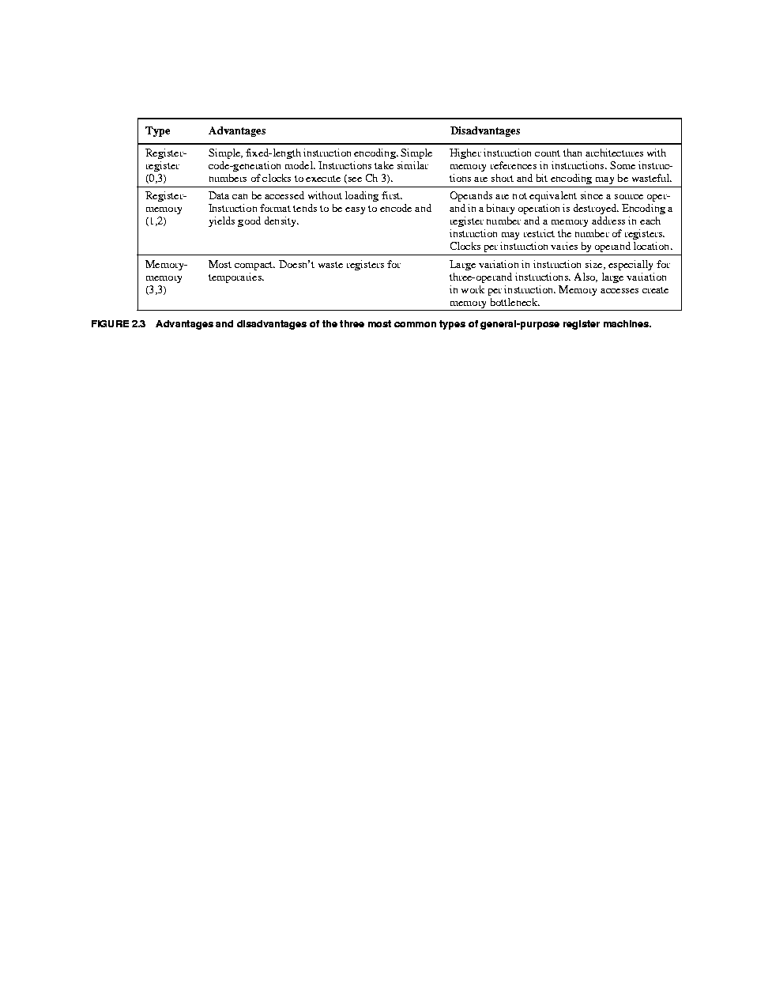 Type Advantages Disadvantages
Register- Simple, fixed-length instruction encoding. Simple Higher instruction count than architectures with
register code-generation model. Instructions take similar memory references in instructions. Some instruc-
(0,3) numbers of clocks to execute (see Ch 3). tions are short and bit encoding may be wasteful.
Register- Data can be accessed without loading first. Operands are not equivalent since a source oper-
memory Instruction format tends to be easy to encode and and in a binary operation is destroyed. Encoding a
(1,2) yields good density. register number and a memory address in each
instruction may restrict the number of registers.
Clocks per instruction varies by operand location.
Memory- Most compact. Doesn't waste registers for Large variation in instruction size, especially for
memory temporaries. three-operand instructions. Also, large variation
(3,3) in work per instruction. Memory accesses create
memory bottleneck.
FIGURE 2.3 Advantages and disadvantages of the three most common types of general-purpose register machines.